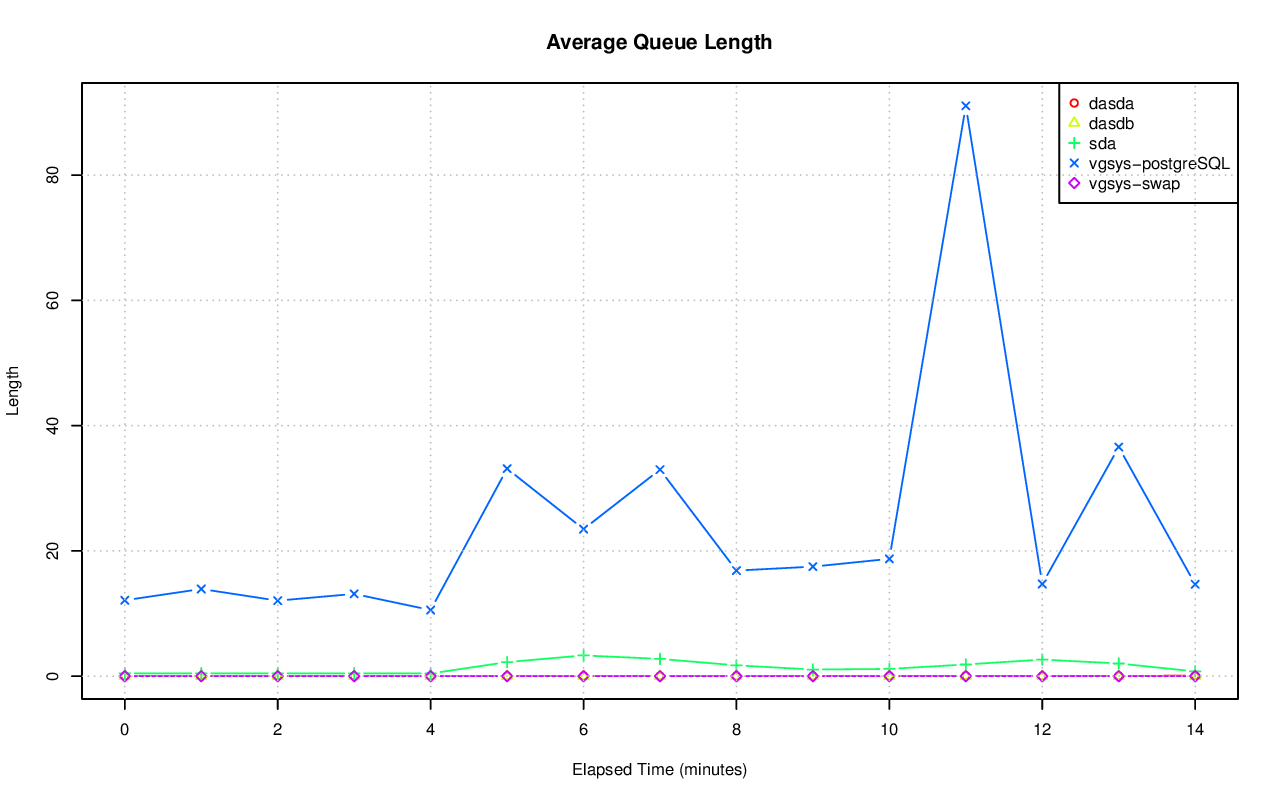 Average Queue Length
dasda
dasdb
sda
vgsys−postgreSQL
vgsys−swap
Length
80
60
40
20
0
0 2 4 6 8 10 12 14
Elapsed Time (minutes)